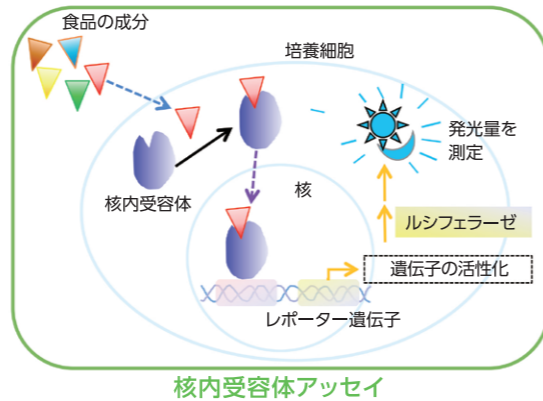 食品の成分
培養細胞
発光量を
測定
核内受容体
核
ルシフェラーゼ
遺伝子の活性化
レポーター遺伝子
核内受容体アッセイ